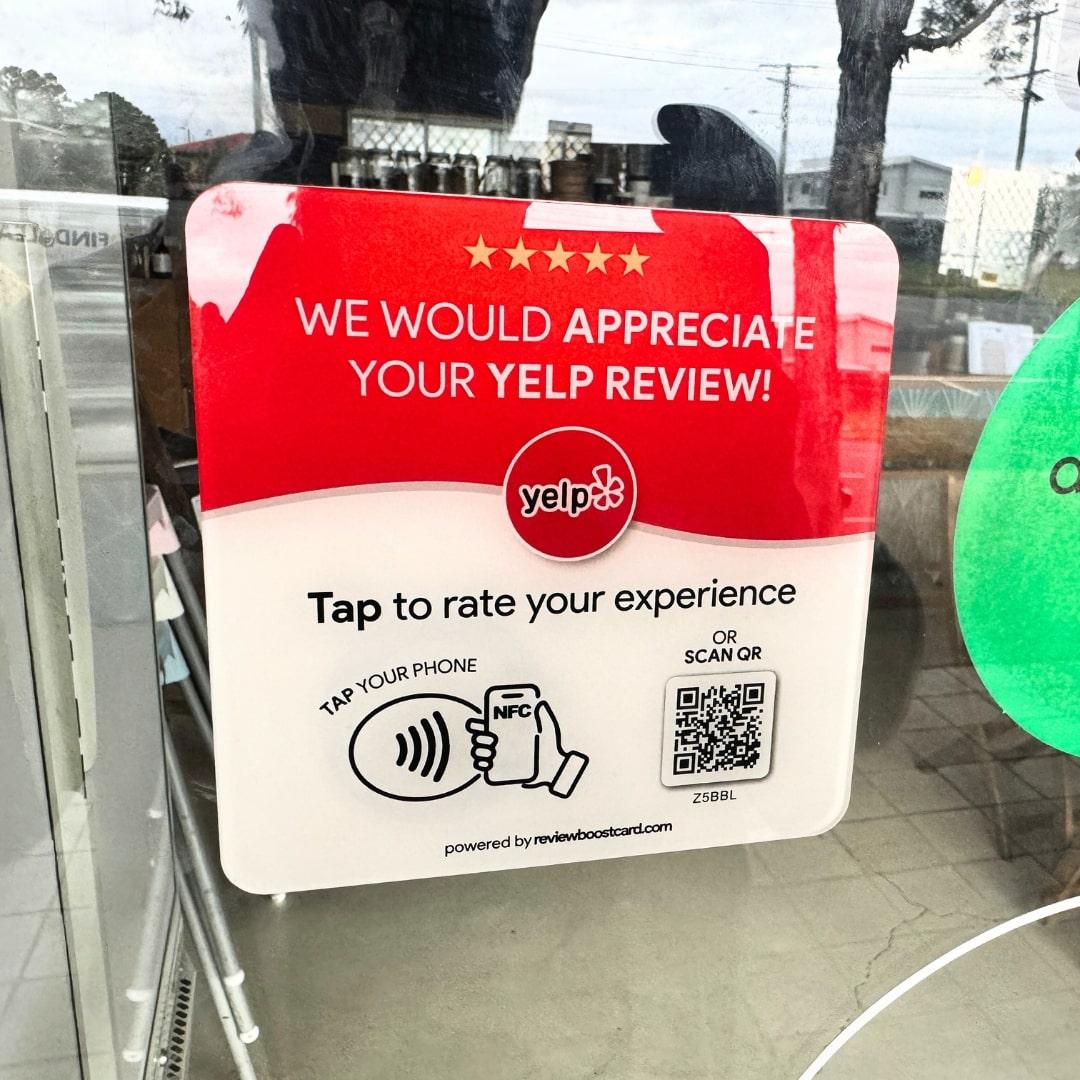 WE WOULD APPRECIATE
YOUR YELP REVIEW!
yelp
Tap to rate your experience
TAP YOUR PHONE
NFC
OR
SCAN QR
Z5BBL
powered by reviewboostcard.com